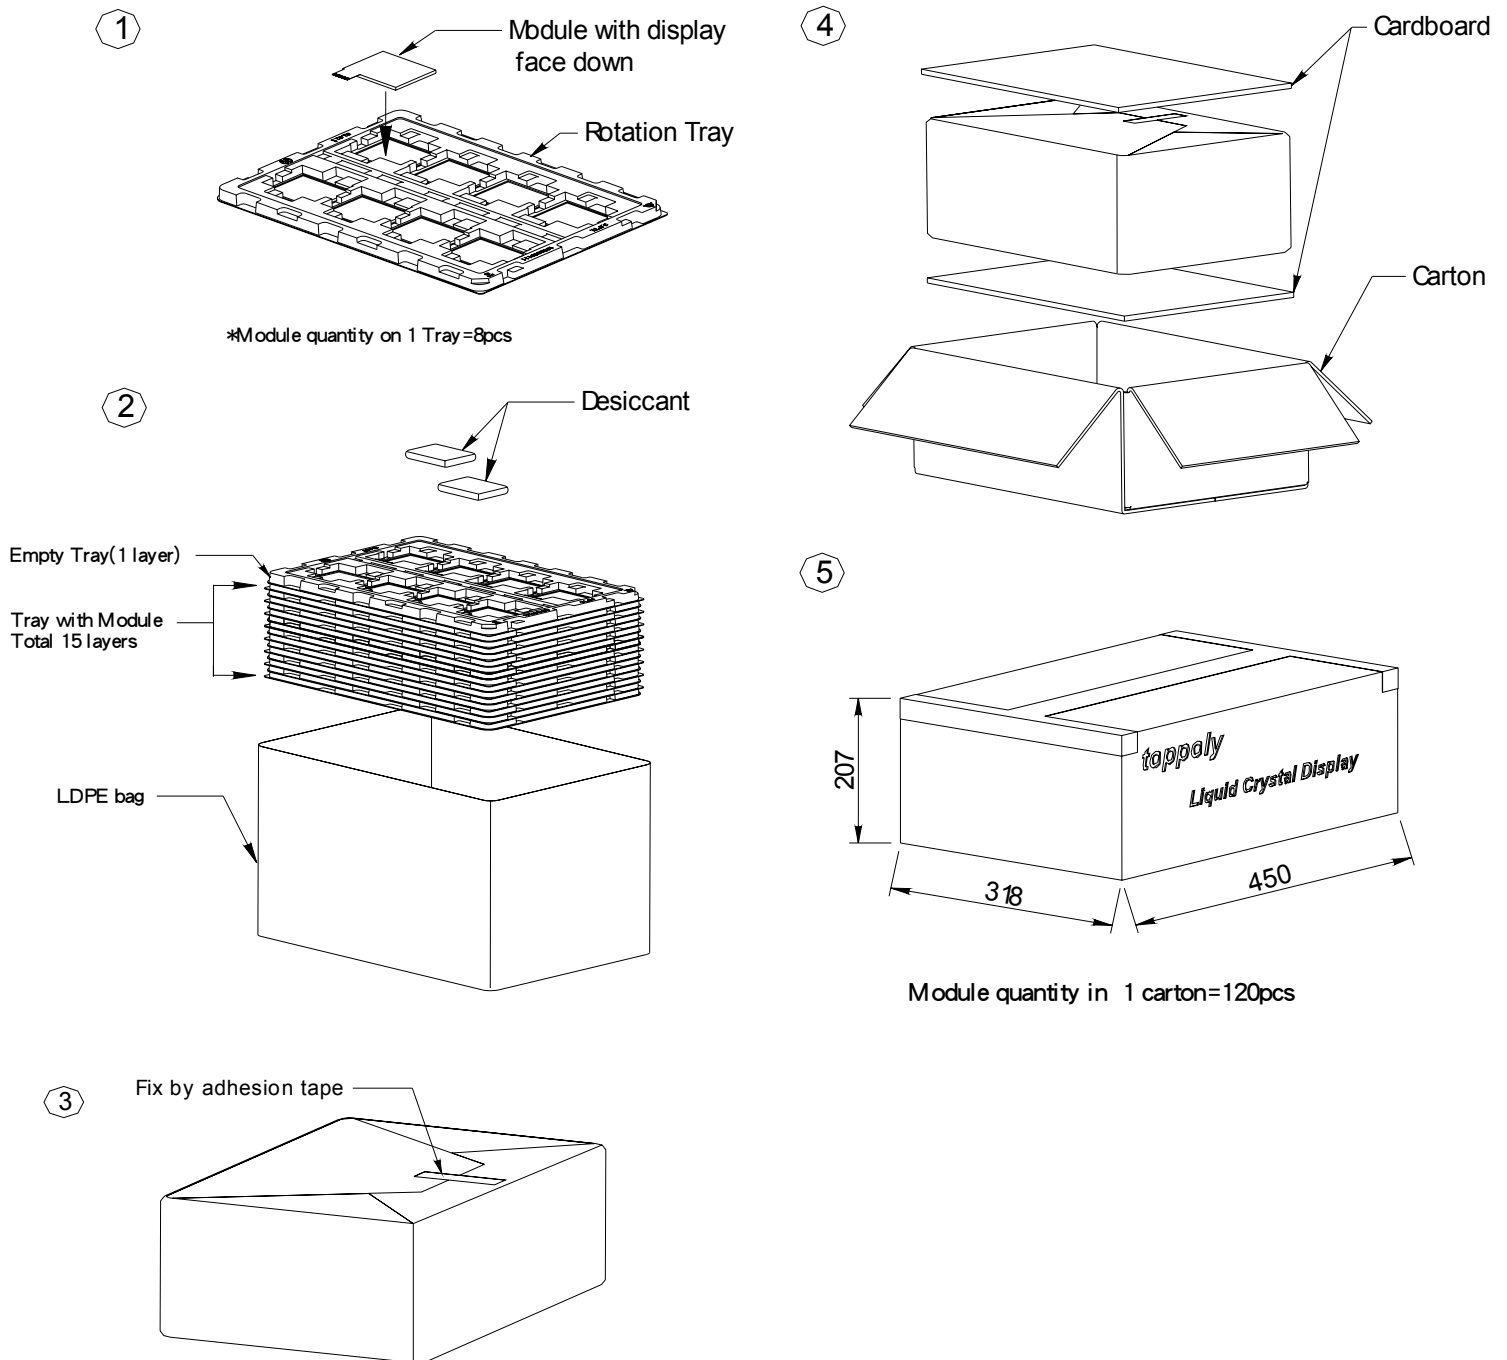 1
Module with display
face down
Rotation Tray
*Module quantity on 1 Tray=8pcs
2
Desiccant
Empty Tray(1 layer)
Tray with Module
Total 15 layers
LDPE bag
3
Fix by adhesion tape
4
Cardboard
Carton
5
207
318
450
toppoly
Liquid Crystal Display
Module quantity in 1 carton=120pcs